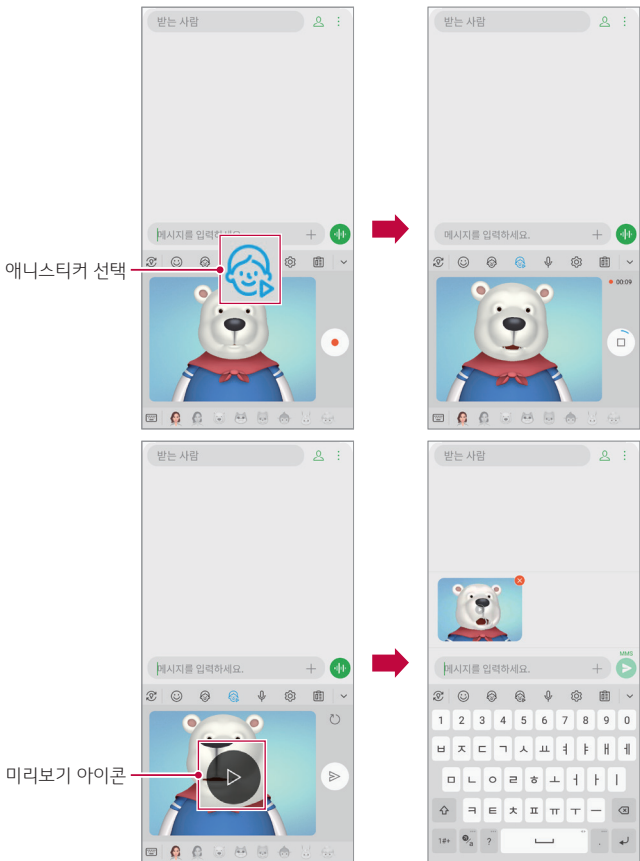 받는 사람
받는 사람
메시지를 입력하세요.
메시지를 입력하세요.
애니스티커 선택
00:09
받는 사람
받는 사람
MMS
메시지를 입력하세요.
메시지를 입력하세요.
미리보기 아이콘
1 2 3 4 5 6 7 8 9 0
ㅂ ㅈ ㄷ ㄱ ㅅ ㅛ ㅕ ㅑ ㅐ ㅔ
ㅁ ㄴ ㅇ ㄹ ㅎ ㅗ ㅓ ㅏ ㅣ
ㅋ ㅌ ㅊ ㅍ ㅠ ㅜ ㅡ
1#+ ? .